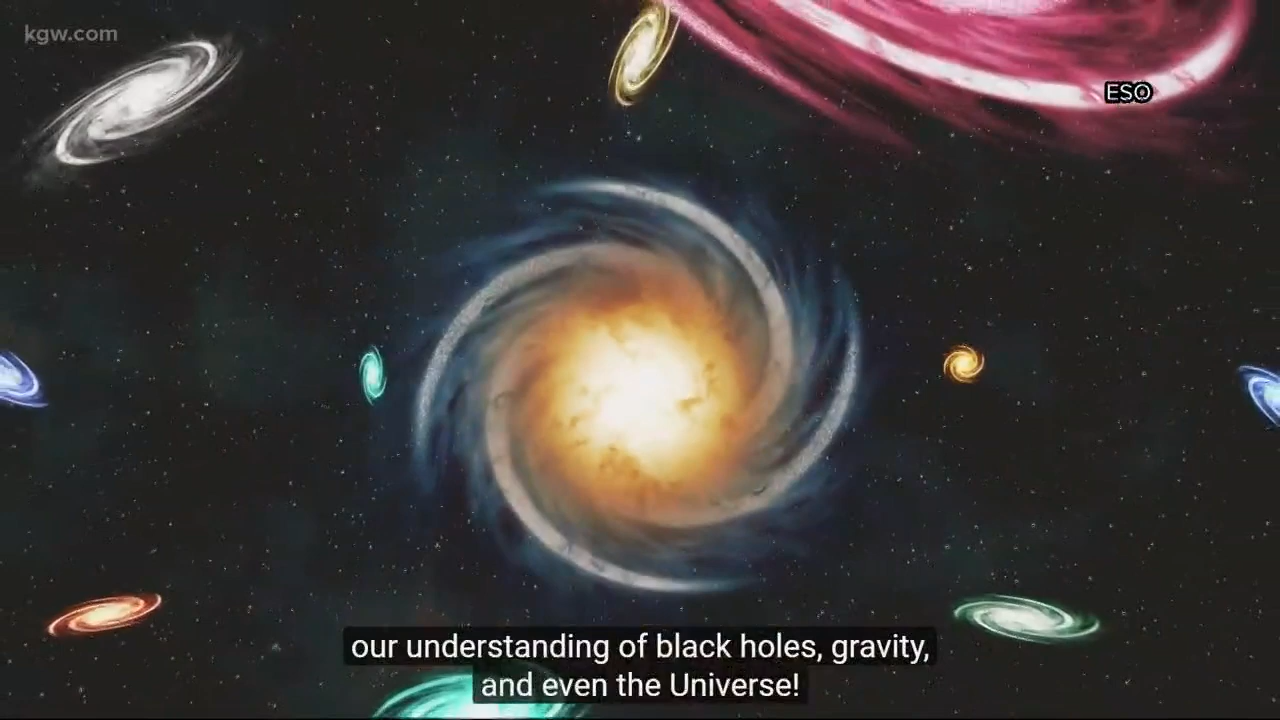 kgw.com
ESO
our understanding of black holes, gravity,
and even the Universe!